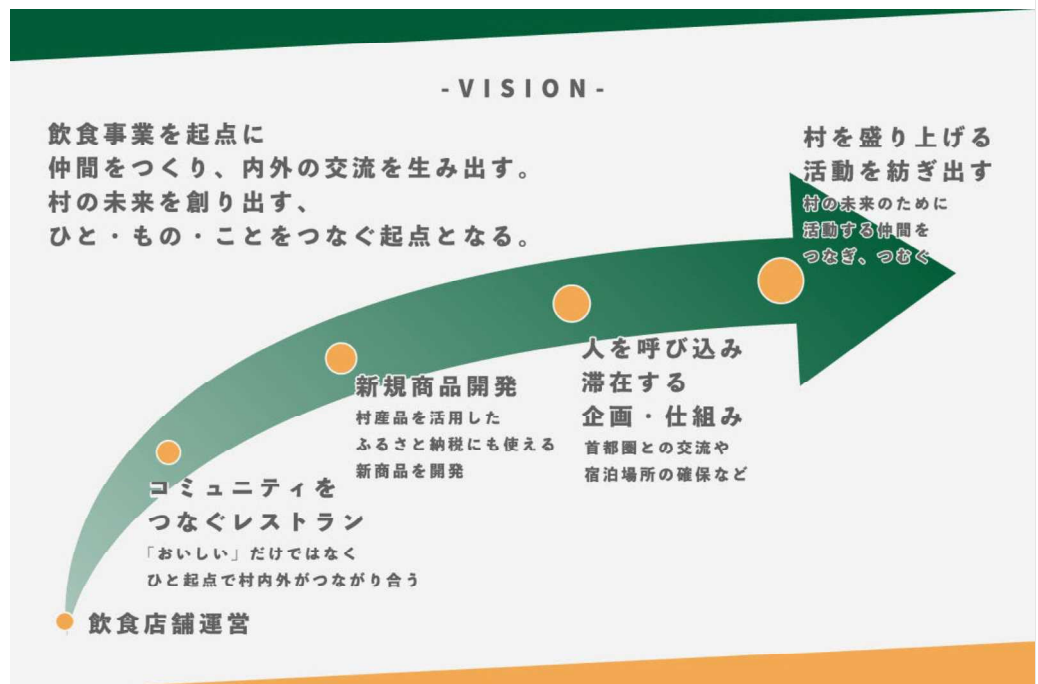 -VISION-
飲食事業を起点に
仲間をつくり、内外の交流を生み出す。
村の未来を創り出す、
ひと・もの・ことをつなぐ起点となる。
村を盛り上げる
活動を紡ぎ出す
村の未来のために
活動する仲間を
つなぎ、つむぐ
人を呼び込み
滞在する
企画・仕組み
首都圏との交流や
宿泊場所の確保など
新規商品開発
村産品を活用した
ふるさと納税にも使える
新商品を開発
コミュニティを
つなぐレストラン
「おいしい」だけではなく
ひと起点で村内外がつながり合う
飲食店舗運営